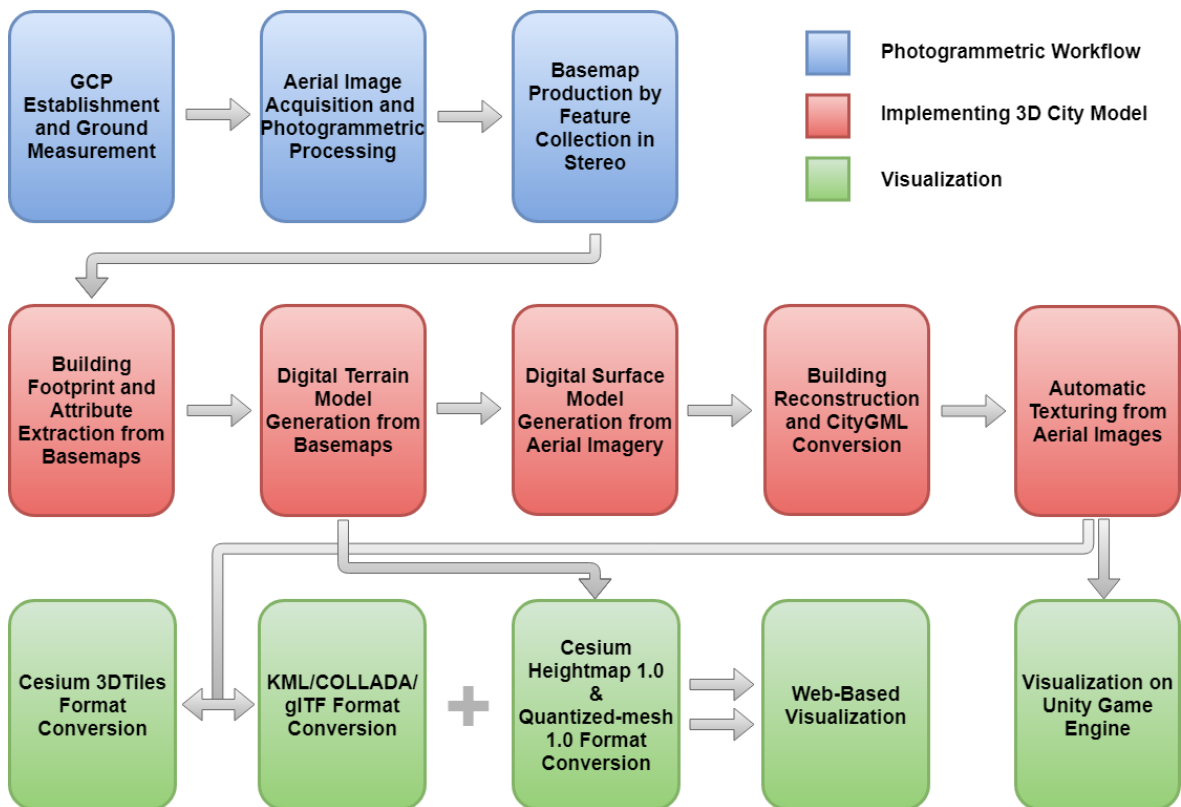 GCP
Establishment
and Ground
Measurement
Aerial Image
Acquisition and
Photogrammetric
Processing
Basemap
Production by
Feature
Collection in
Stereo
Photogrammetric Workflow
Implementing 3D City Model
Visualization
Building
Footprint and
Attribute
Extraction from
Basemaps
Digital Terrain
Model
Generation from
Basemaps
Digital Surface
Model
Generation from
Aerial Imagery
Building
Reconstruction
and CityGML
Conversion
Automatic
Texturing from
Aerial Images
Cesium 3DTiles
Format
Conversion
KML/COLLADA/
glTF Format
Conversion
Cesium
Heightmap 1.0
&
Quantized-mesh
1.0 Format
Conversion
Web-Based
Visualization
Visualization on
Unity Game
Engine